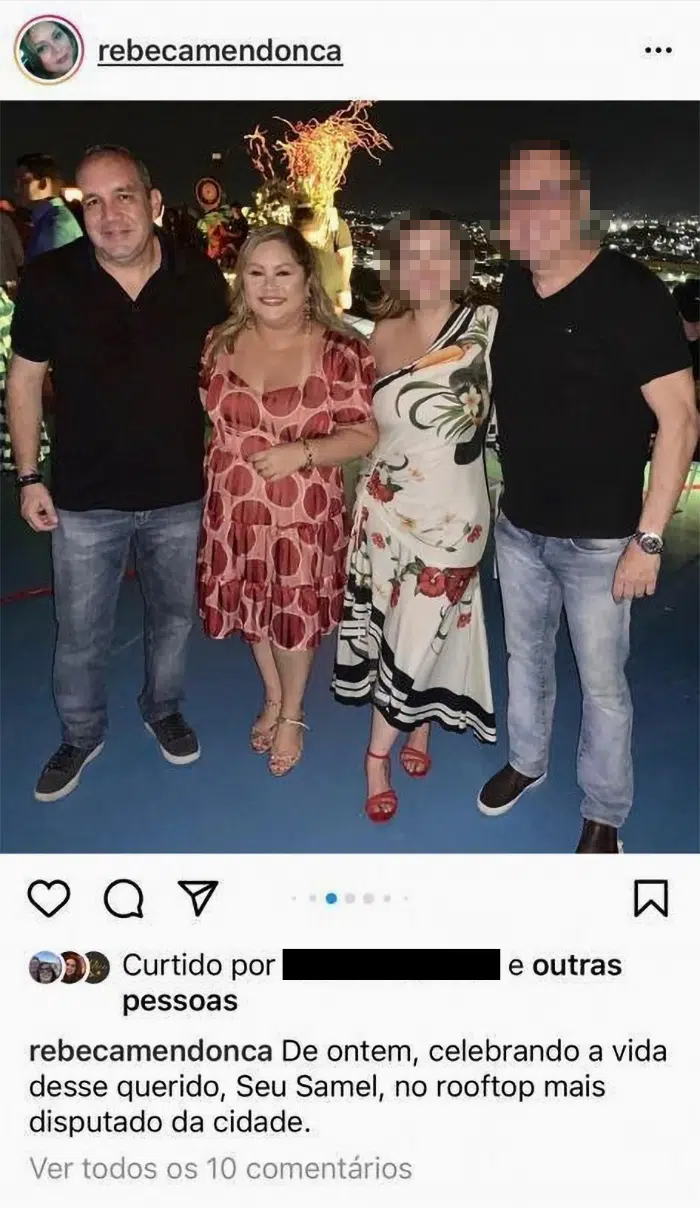 rebecamendonca
Curtido por e outras
pessoas
rebecamendonca De ontem, celebrando a vida
desse querido, Seu Samel, no rooftop mais
disputado da cidade.
Ver todos os 10 comentários